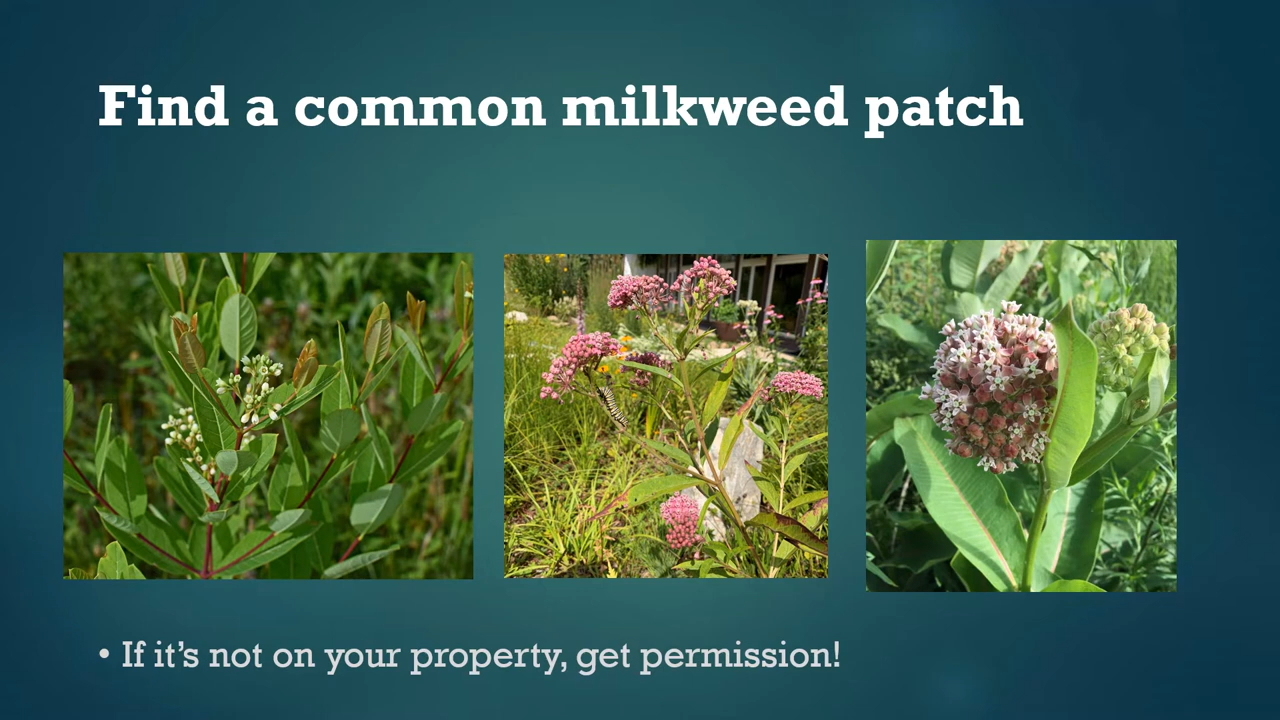 Find a common milkweed patch
• If it’s not on your property, get permission!